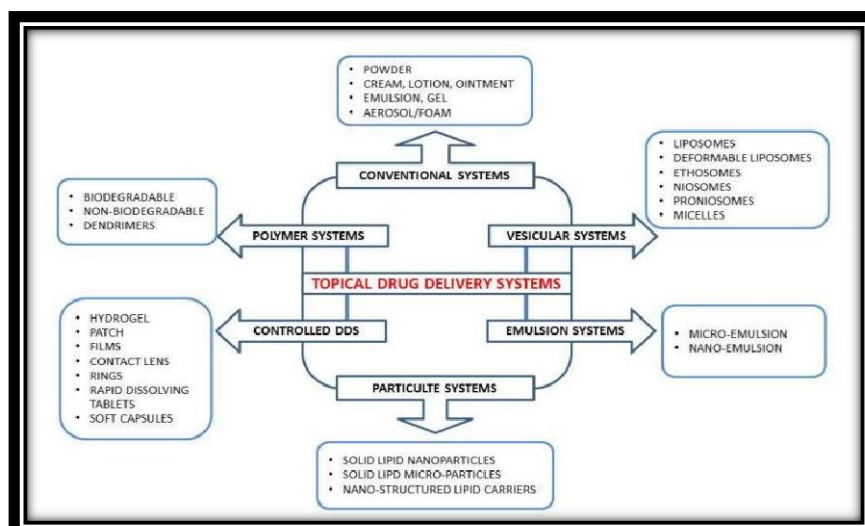 • POWDER
• CREAM, LOTION, OINTMENT
• EMULSION, GEL
• AEROSOL/FOAM
CONVENTIONAL SYSTEMS
• BIODEGRADABLE
• NON-BIODEGRADABLE
• DENDRIMERS
POLYMER SYSTEMS
VESICULAR SYSTEMS
• LIPOSOMES
• DEFORMABLE LIPOSOMES
• ETHOSOMES
• NIOSOMES
• PRONIOSOMES
• MICELLES
TOPICAL DRUG DELIVERY SYSTEMS
• HYDROGEL
• PATCH
• FILMS
• CONTACT LENS
• RINGS
• RAPID DISSOLVING
TABLETS
• SOFT CAPSULES
CONTROLLED DDS
EMULSION SYSTEMS
• MICRO-EMULSION
• NANO-EMULSION
PARTICULTE SYSTEMS
• SOLID LIPID NANOPARTICLES
• SOLID LIPD MICRO-PARTICLES
• NANO-STRUCTURED LIPID CARRIERS